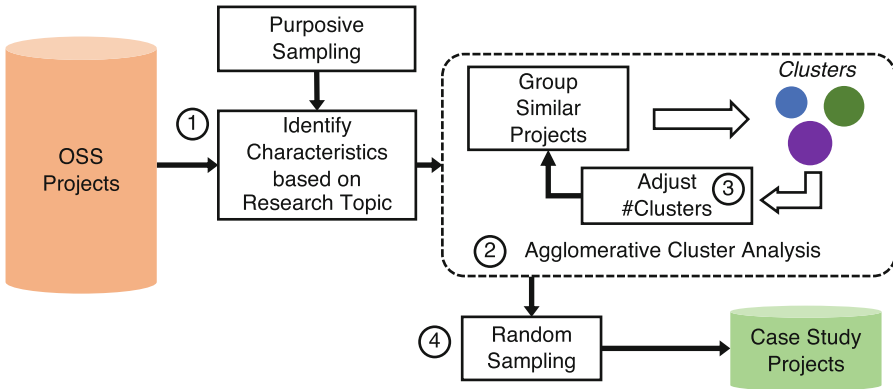 OSS
Projects
Purposive
Sampling
1
Identify
Characteristics
based on
Research Topic
Group
Similar
Projects
Clusters
Adjust
#Clusters
3
2 Agglomerative Cluster Analysis
4
Random
Sampling
Case Study
Projects